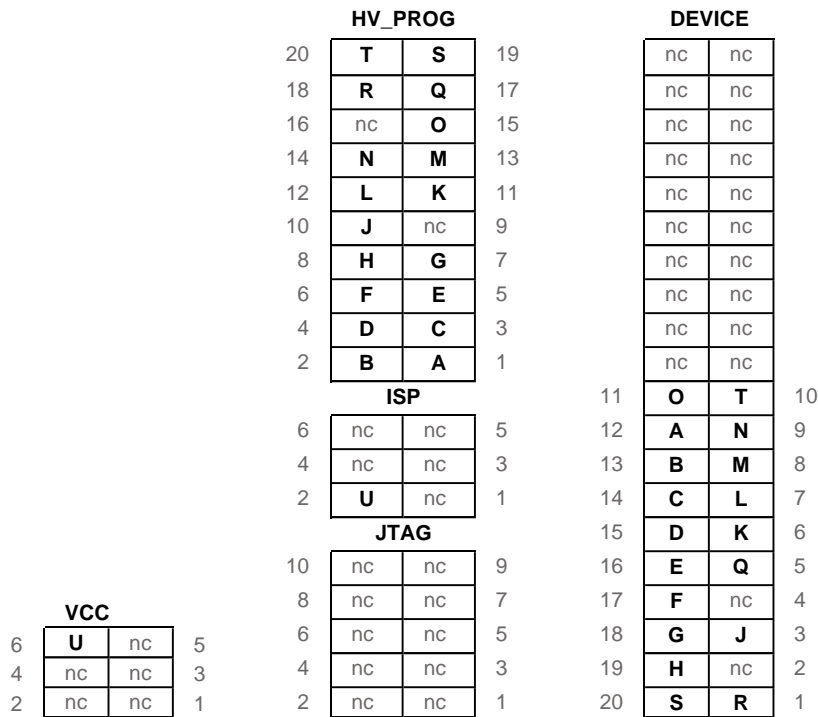 HV_PROG DEVICE
20 T S 19 nc nc
18 R Q 17 nc nc
16 nc O 15 nc nc
14 N M 13 nc nc
12 L K 11 nc nc
10 J nc 9 nc nc
8 H G 7 nc nc
6 F E 5 nc nc
4 D C 3 nc nc
2 B A 1 nc nc
ISP 11 O T 10
6 nc nc 5 12 A N 9
4 nc nc 3 13 B M 8
2 U nc 1 14 C L 7
JTAG 15 D K 6
10 nc nc 9 16 E Q 5
8 nc nc 7 17 F nc 4
VCC
6 U nc 5 6 nc nc 5 18 G J 3
4 nc nc 3 4 nc nc 3 19 H nc 2
2 nc nc 1 2 nc nc 1 20 S R 1